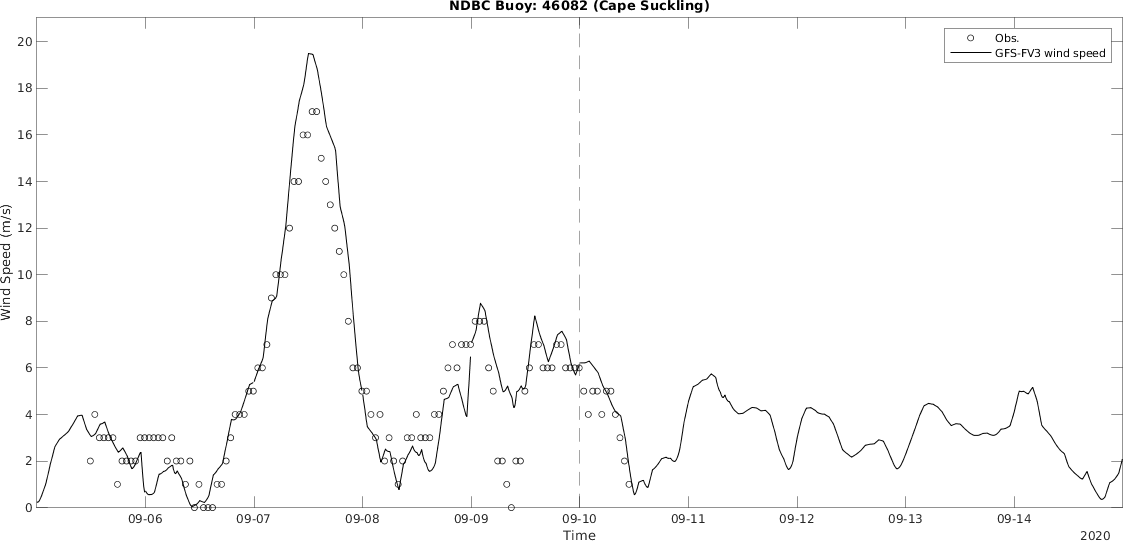 NDBC Buoy: 46082 (Cape Suckling)
Obs.
GFS-FV3 wind speed
Wind Speed (m/s)
20
18
16
14
12
10
8
6
4
2
0
09-06 09-07 09-08 09-09 09-10 09-11 09-12 09-13 09-14
Time
2020